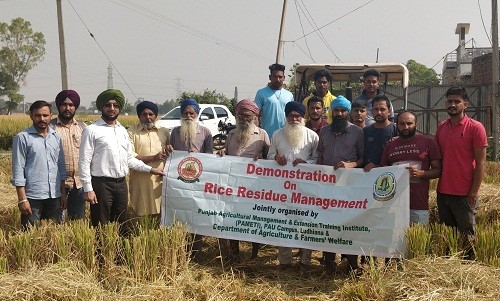 Demonstration
On
Rice Residue Management
Jointly organised by
Punjab Agricultural Management & Extension Training Institute,
(PAMETI), PAU Campus, Ludhiana &
Department of Agriculture & Farmers' Welfare